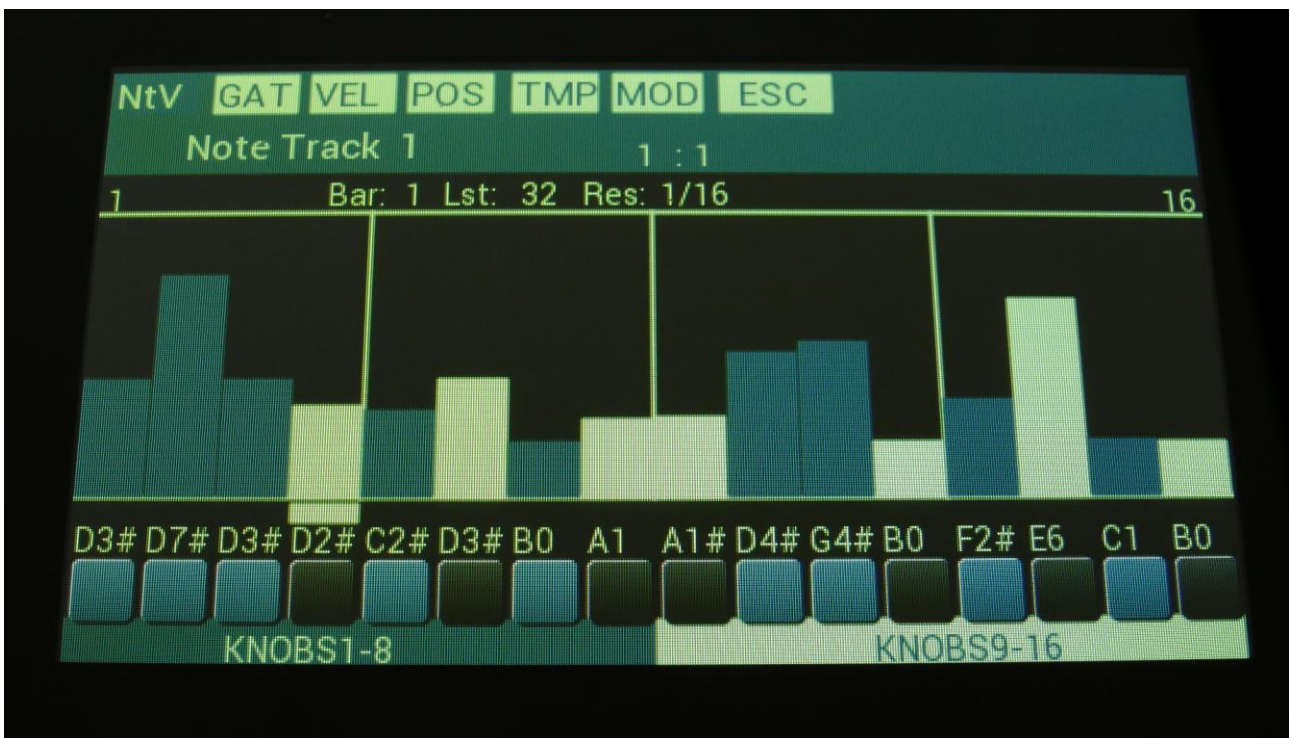 NtV GAT VEL POS TMP MOD ESC
Note Track 1 1 : 1
1 Bar: 1 Lst: 32 Res: 1/16 16
D3# D7# D3# D2# C2# D3# B0 A1 A1# D4# G4# B0 F2# E6 C1 B0
KNOBS1-8 KNOBS9-16